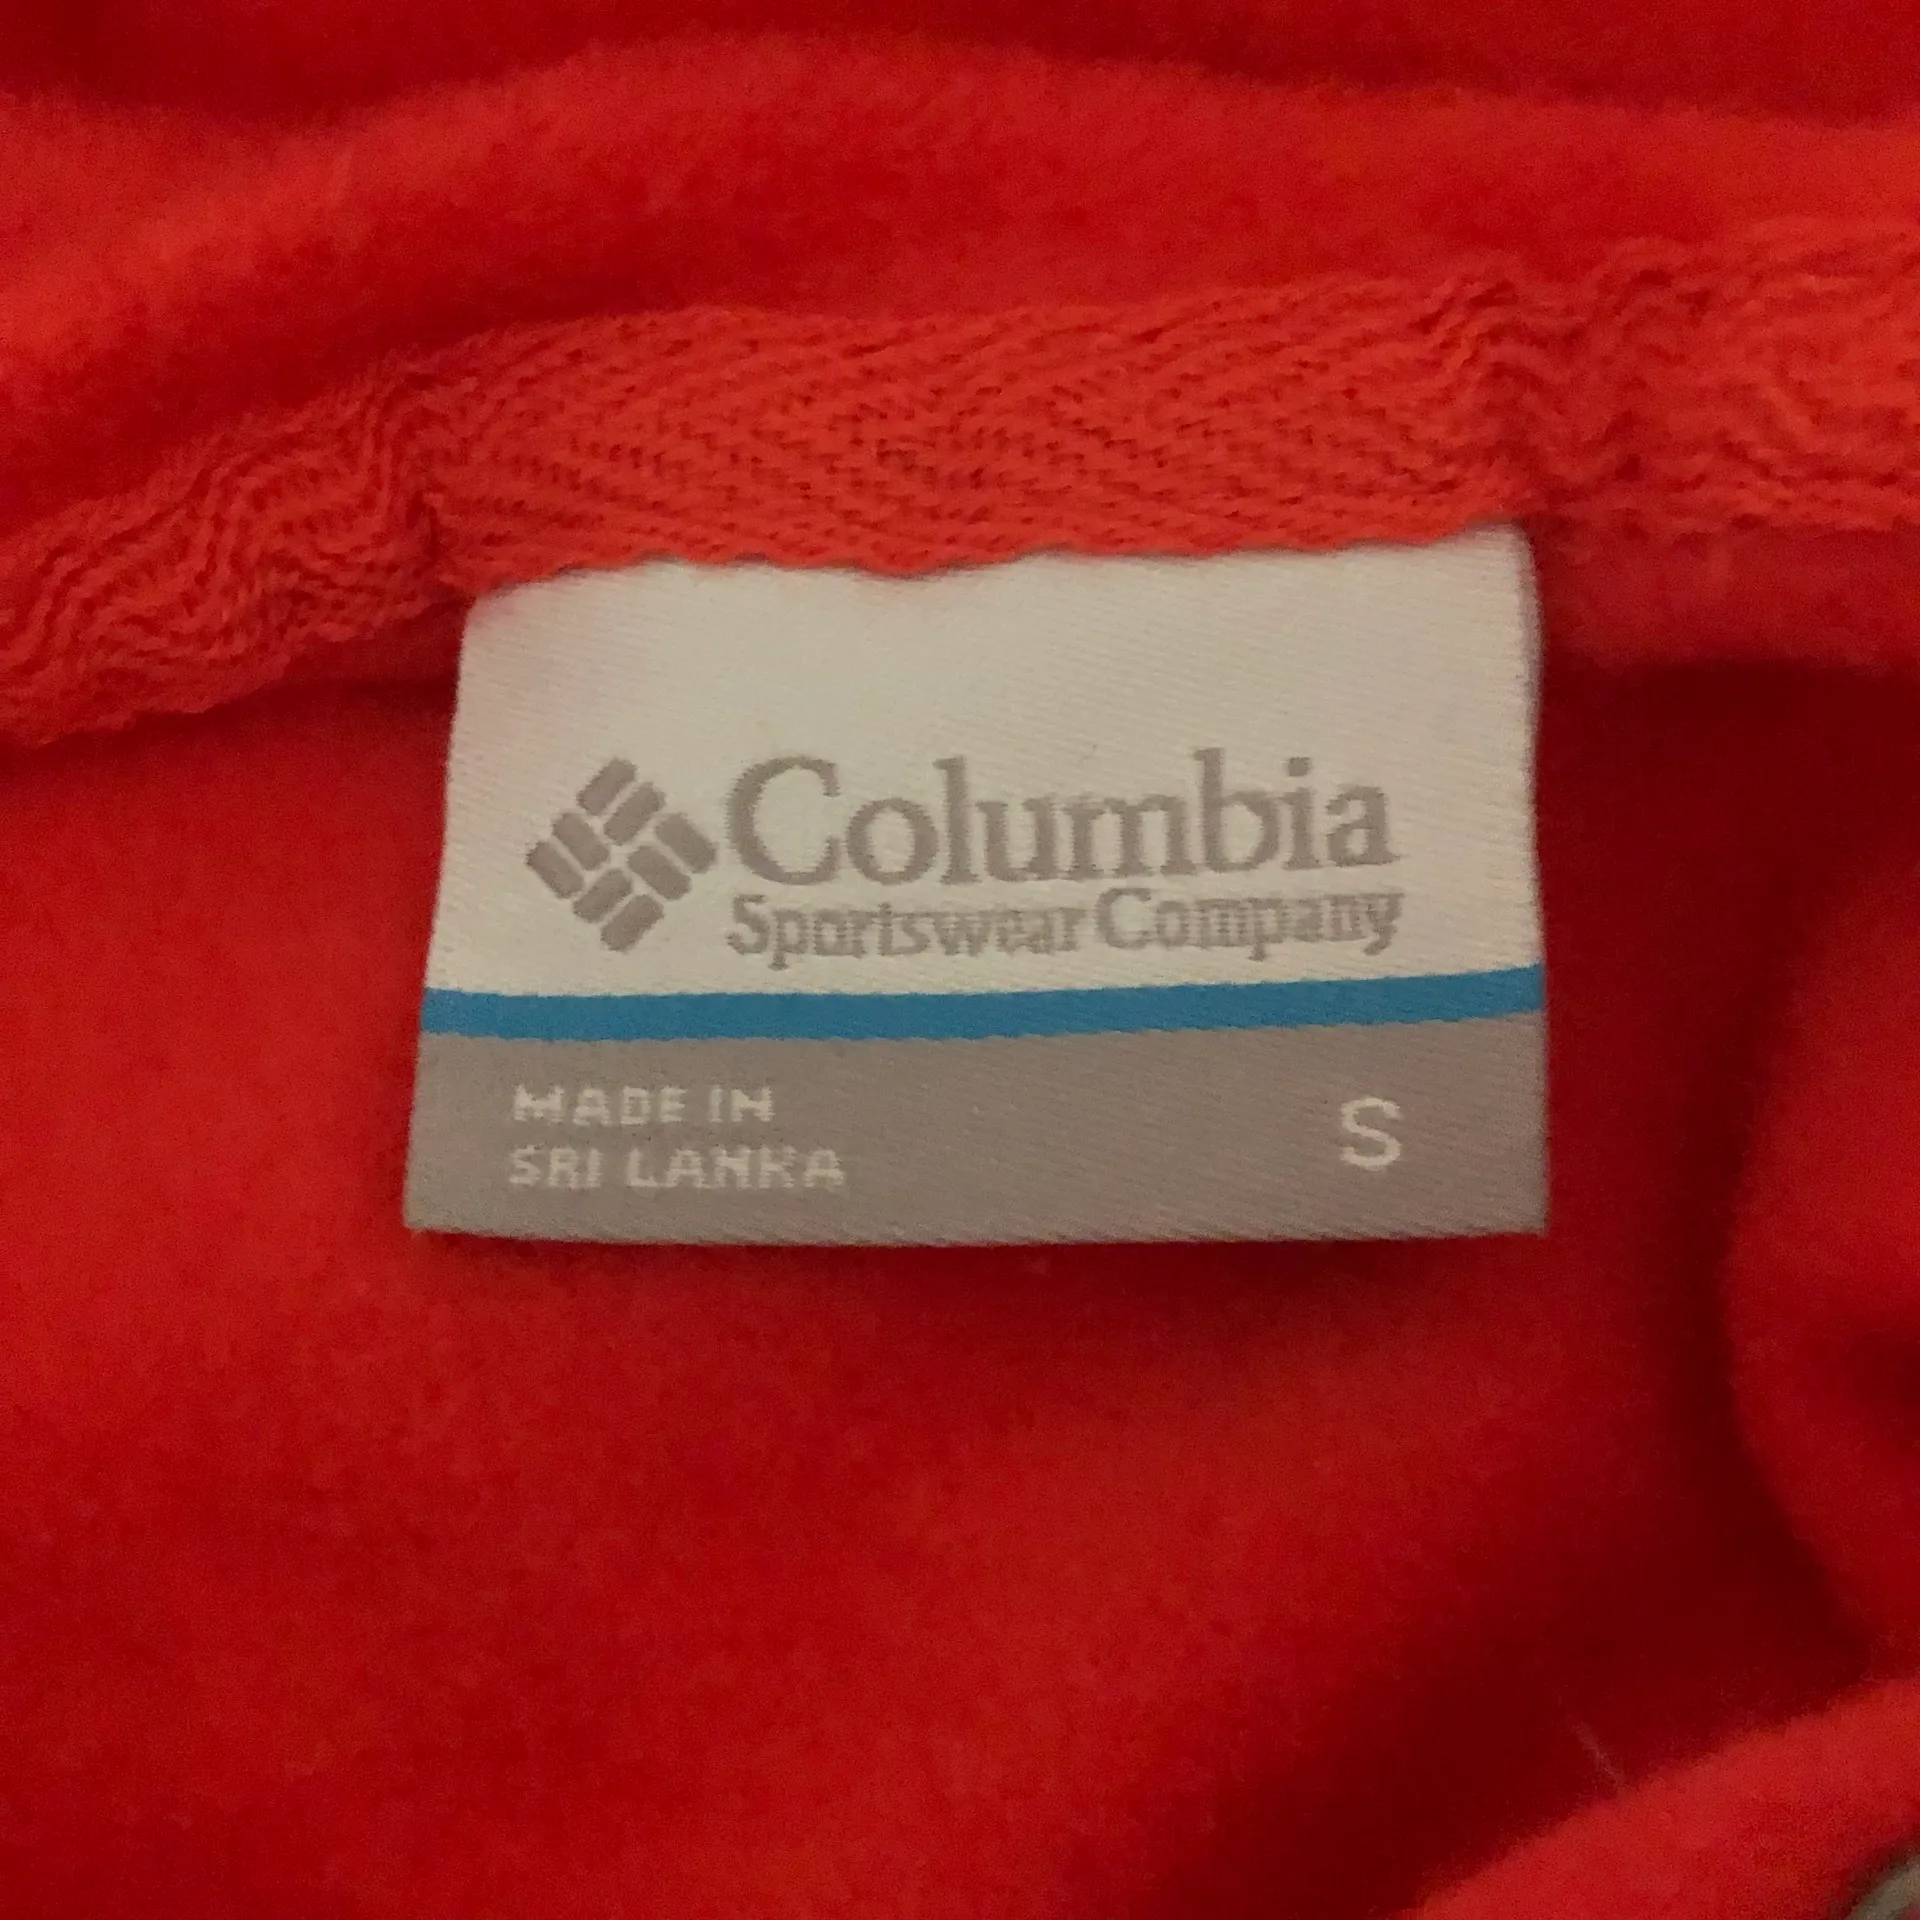 Columbia
Sportswear Company
MADE IN
SRI LANKA
S